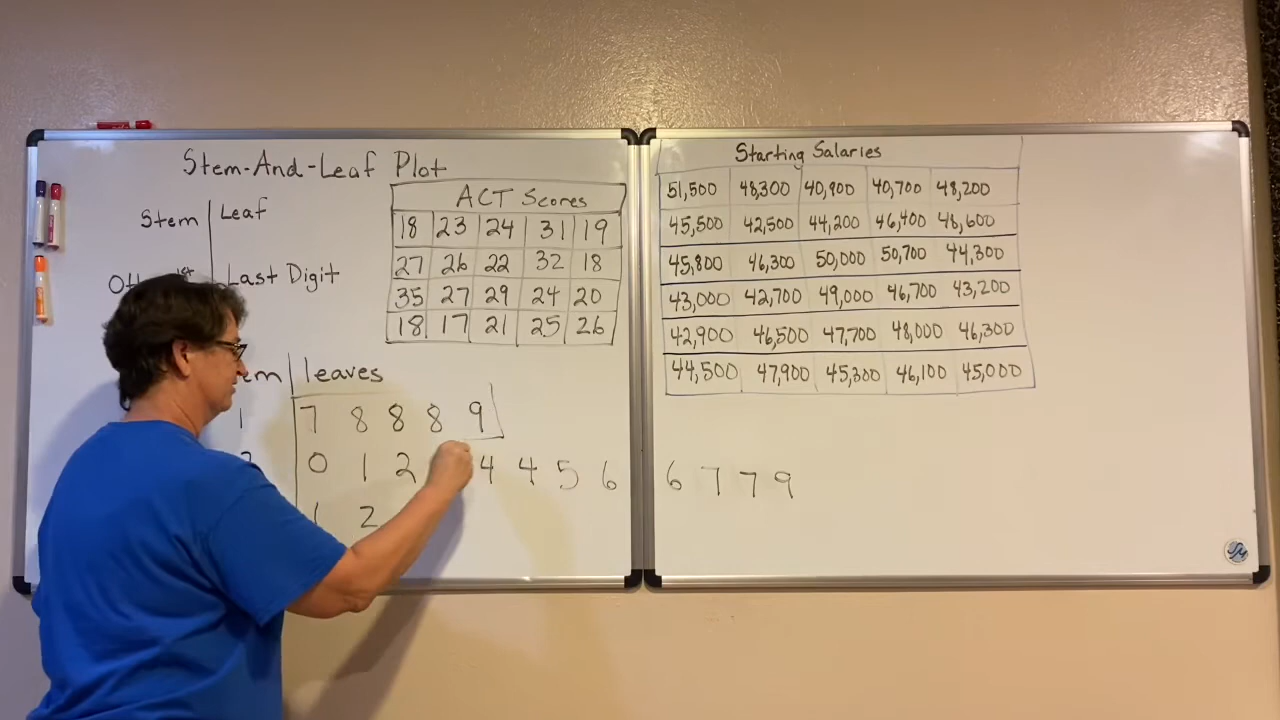 Stem-And-Leaf Plot
Stem Leaf
Last Digit
ACT Scores
18 23 24 31 19
27 26 22 32 18
35 27 29 24 20
18 17 21 25 26
leaves
1 7 8 8 8 9
0 1 2 4 4 5 6 6 7 7 9
1 2
Starting Salaries
51,500 48,300 40,900 40,700 48,200
45,500 42,500 44,200 46,400 48,600
45,800 46,300 50,000 50,700 44,300
43,000 42,700 49,000 46,700 43,200
42,900 46,500 47,700 48,000 46,300
44,500 47,900 45,300 46,100 45,000